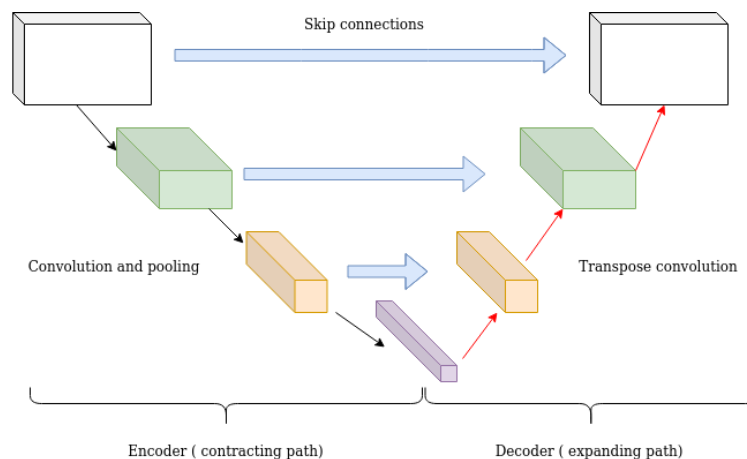 Skip connections
Convolution and pooling
Transpose convolution
Encoder ( contracting path)
Decoder ( expanding path)